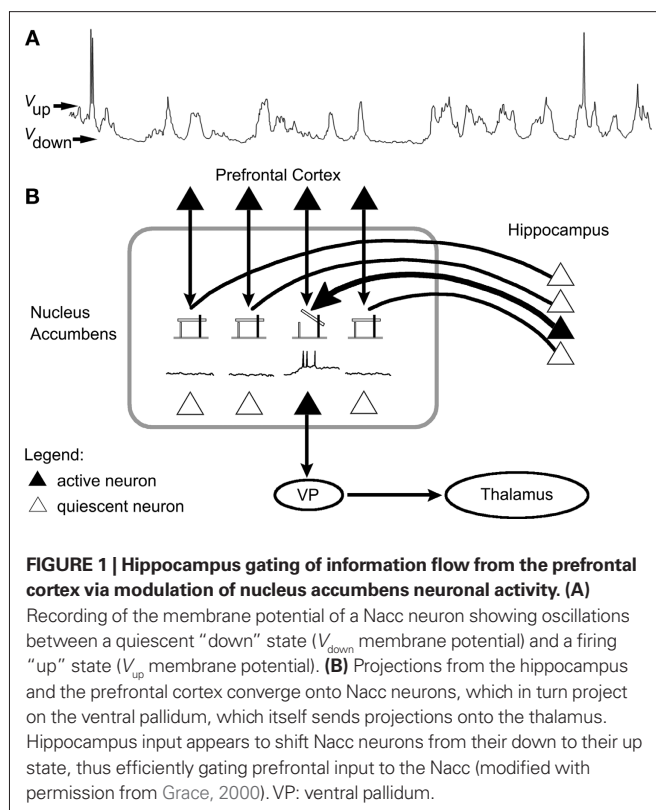 A
Vup
Vdown
Prefrontal Cortex
B
Hippocampus
Nucleus
Accumbens
Legend:
active neuron
quiescent neuron
VP
Thalamus
FIGURE 1 | Hippocampus gating of information flow from the prefrontal
cortex via modulation of nucleus accumbens neuronal activity. (A)
Recording of the membrane potential of a Nacc neuron showing oscillations
between a quiescent “down” state (Vdown membrane potential) and a firing
“up” state (Vup membrane potential). (B) Projections from the hippocampus
and the prefrontal cortex converge onto Nacc neurons, which in turn project
on the ventral pallidum, which itself sends projections onto the thalamus.
Hippocampus input appears to shift Nacc neurons from their down to their up
state, thus efficiently gating prefrontal input to the Nacc (modified with
permission from Grace, 2000). VP: ventral pallidum.